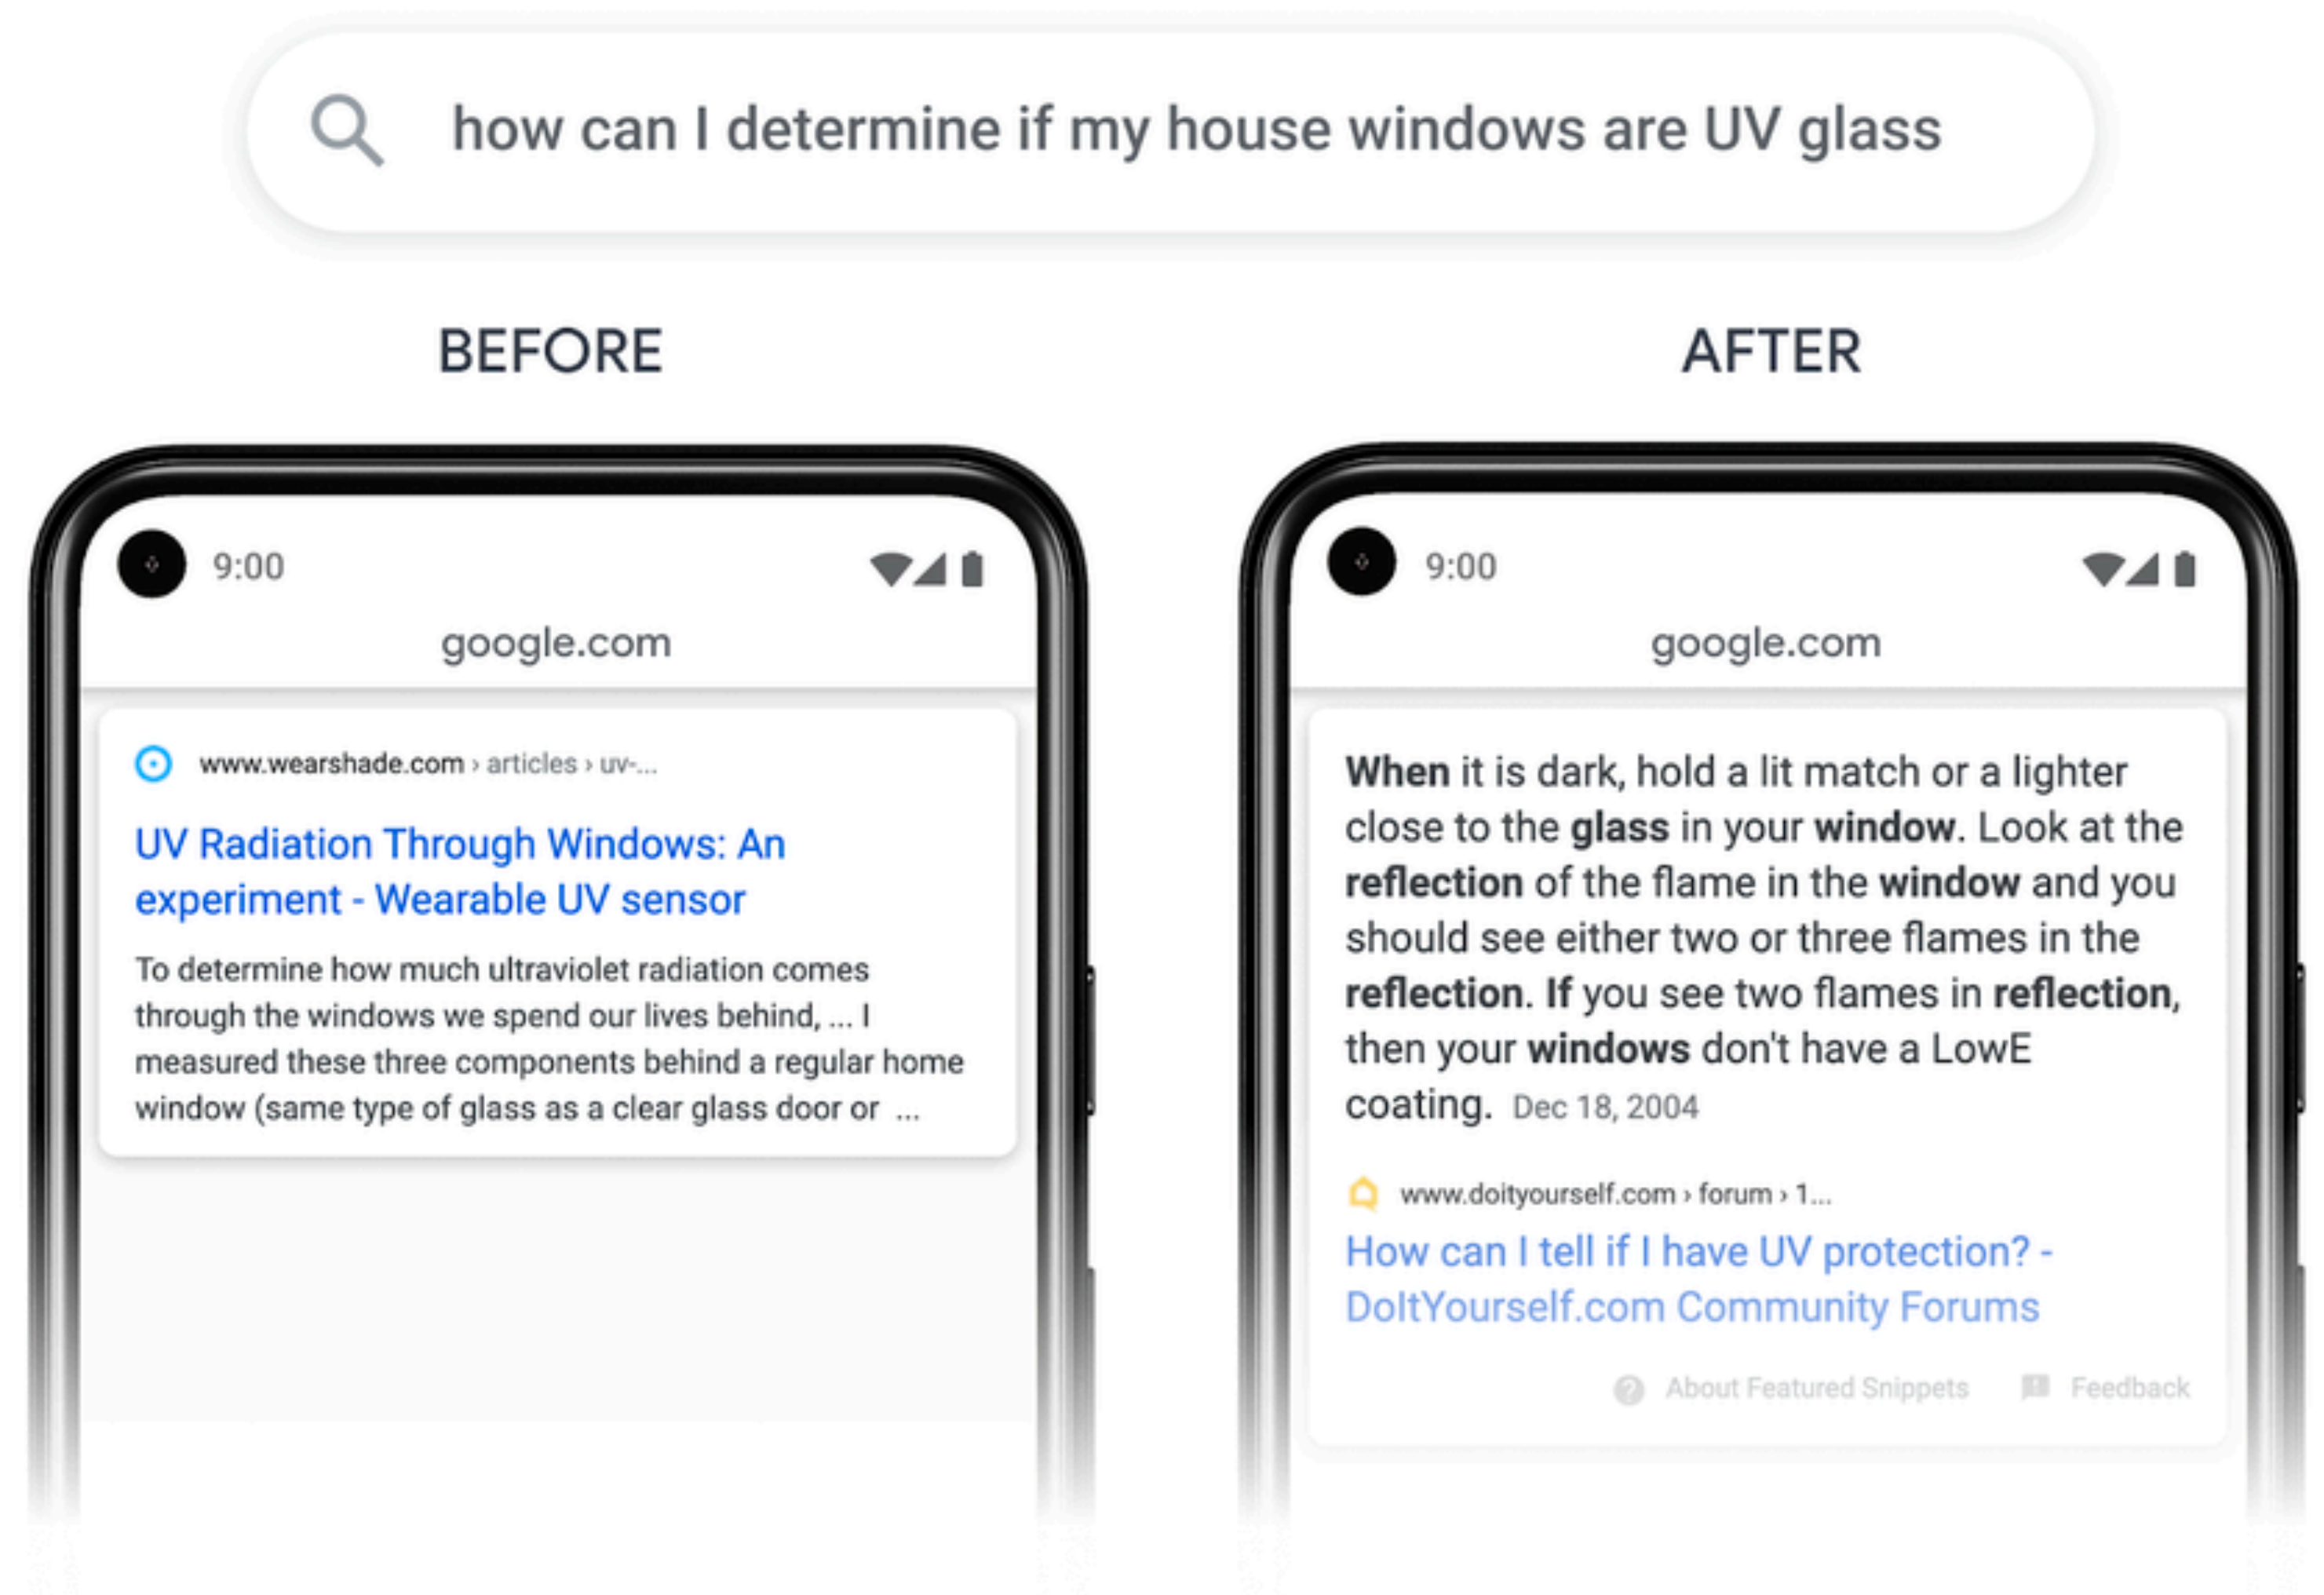 how can I determine if my house windows are UV glass
BEFORE
AFTER
9:00
google.com
www.wearshade.com › articles › uv-...
UV Radiation Through Windows: An
experiment - Wearable UV sensor
To determine how much ultraviolet radiation comes
through the windows we spend our lives behind, ... I
measured these three components behind a regular home
window (same type of glass as a clear glass door or ...
9:00
google.com
When it is dark, hold a lit match or a lighter
close to the glass in your window. Look at the
reflection of the flame in the window and you
should see either two or three flames in the
reflection. If you see two flames in reflection,
then your windows don't have a LowE
coating. Dec 18, 2004
www.doityourself.com › forum › 1...
How can I tell if I have UV protection? -
DoItYourself.com Community Forums
About Featured Snippets Feedback